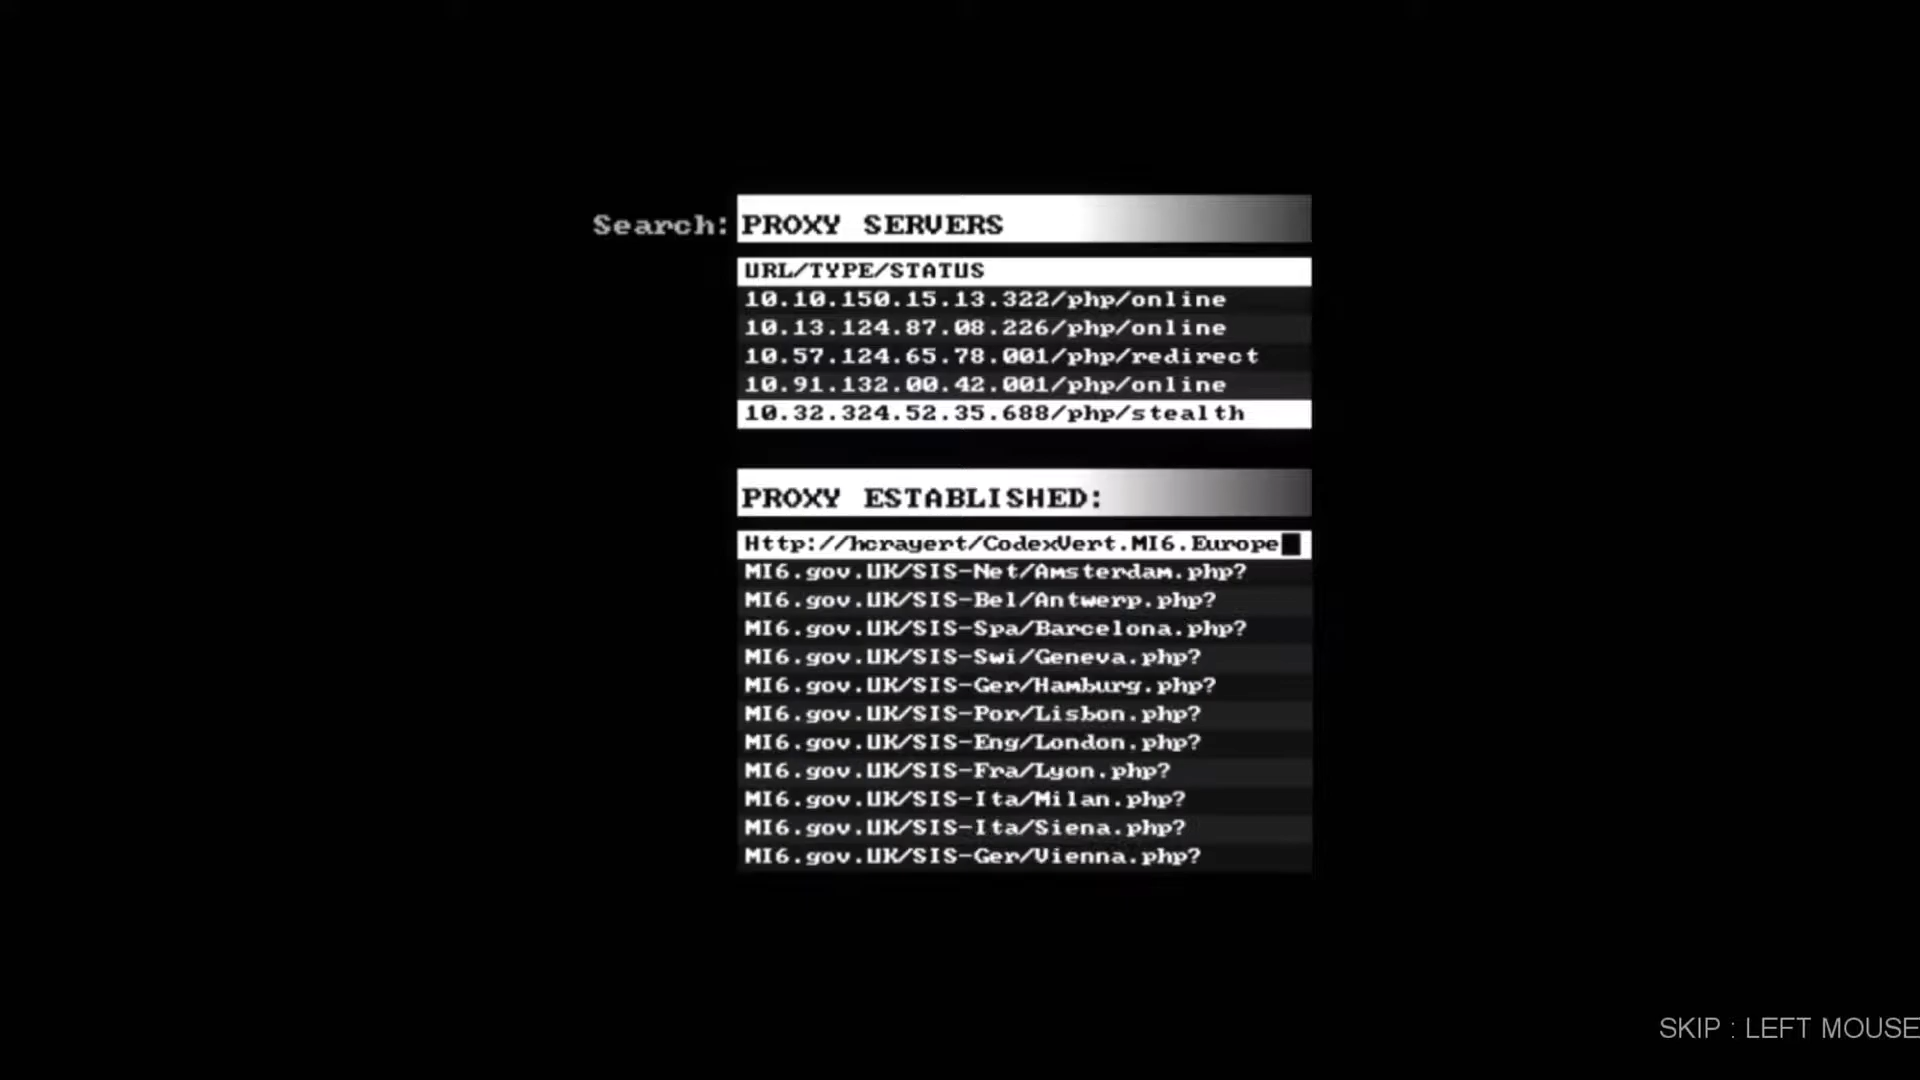 Search: PROXY SERVERS
URL/TYPE/STATUS
10.10.150.15.13.322/php/online
10.13.124.87.08.226/php/online
10.57.124.65.78.001/php/redirect
10.91.132.00.42.001/php/online
10.32.324.52.35.688/php/stealth
PROXY ESTABLISHED:
Http://hcrayert/CodexVert.MI6.Europe
MI6.gov.UK/SIS-Net/Amsterdam.php?
MI6.gov.UK/SIS-Bel/Antwerp.php?
MI6.gov.UK/SIS-Spa/Barcelona.php?
MI6.gov.UK/SIS-Swi/Geneva.php?
MI6.gov.UK/SIS-Ger/Hamburg.php?
MI6.gov.UK/SIS-Por/Lisbon.php?
MI6.gov.UK/SIS-Eng/London.php?
MI6.gov.UK/SIS-Fra/Lyon.php?
MI6.gov.UK/SIS-Ita/Milan.php?
MI6.gov.UK/SIS-Ita/Siena.php?
MI6.gov.UK/SIS-Ger/Vienna.php?
SKIP : LEFT MOUSE